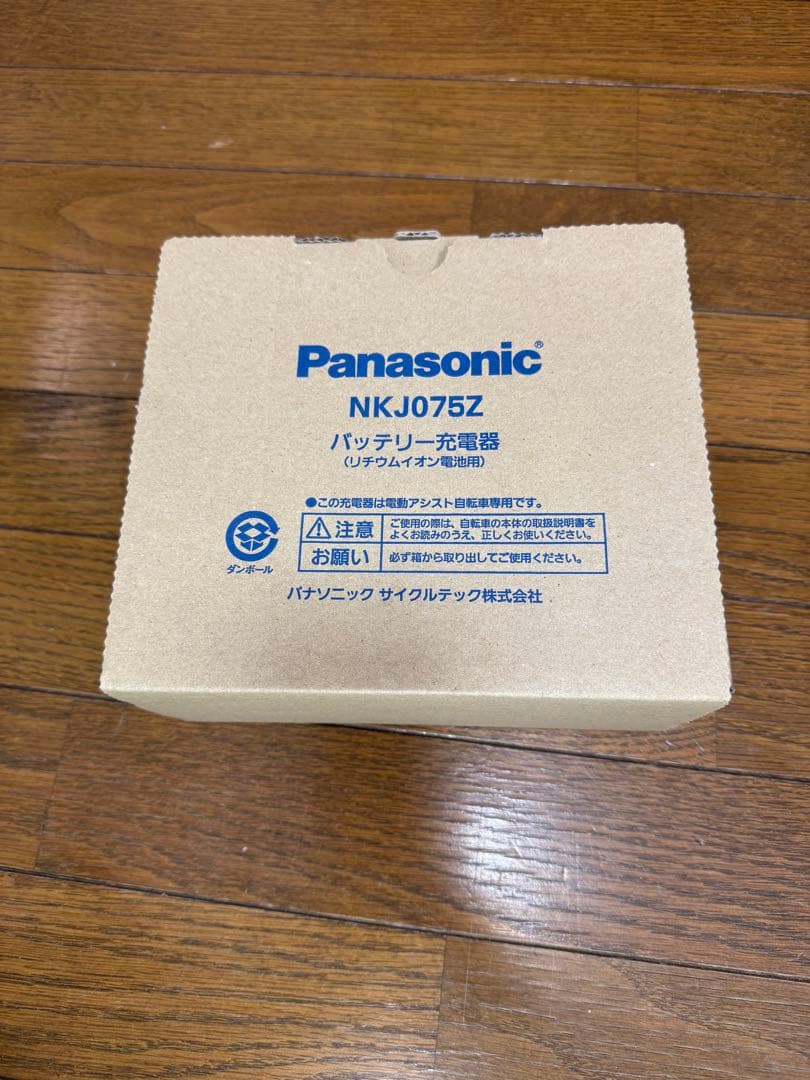 Panasonic®
NKJ075Z
バッテリー充電器
(リチウムイオン電池用)
●この充電器は電動アシスト自転車専用です。
注意 ご使用の際は、自転車の本体の取扱説明書を
よくお読みのうえ、正しくお使いください。
お願い 必ず箱から取り出してご使用ください。
ダンボール
パナソニック サイクルテック株式会社